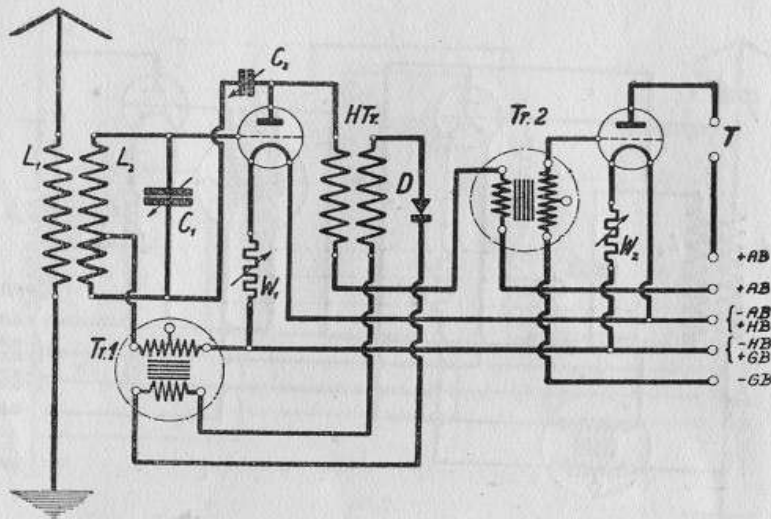 C₂
HTr.
Tr.2
L₁
L₂
T
D
C₁
W₁
W₂
+AB
+AB
-AB
+HB
Tr.1
-HB
+GB
-GB